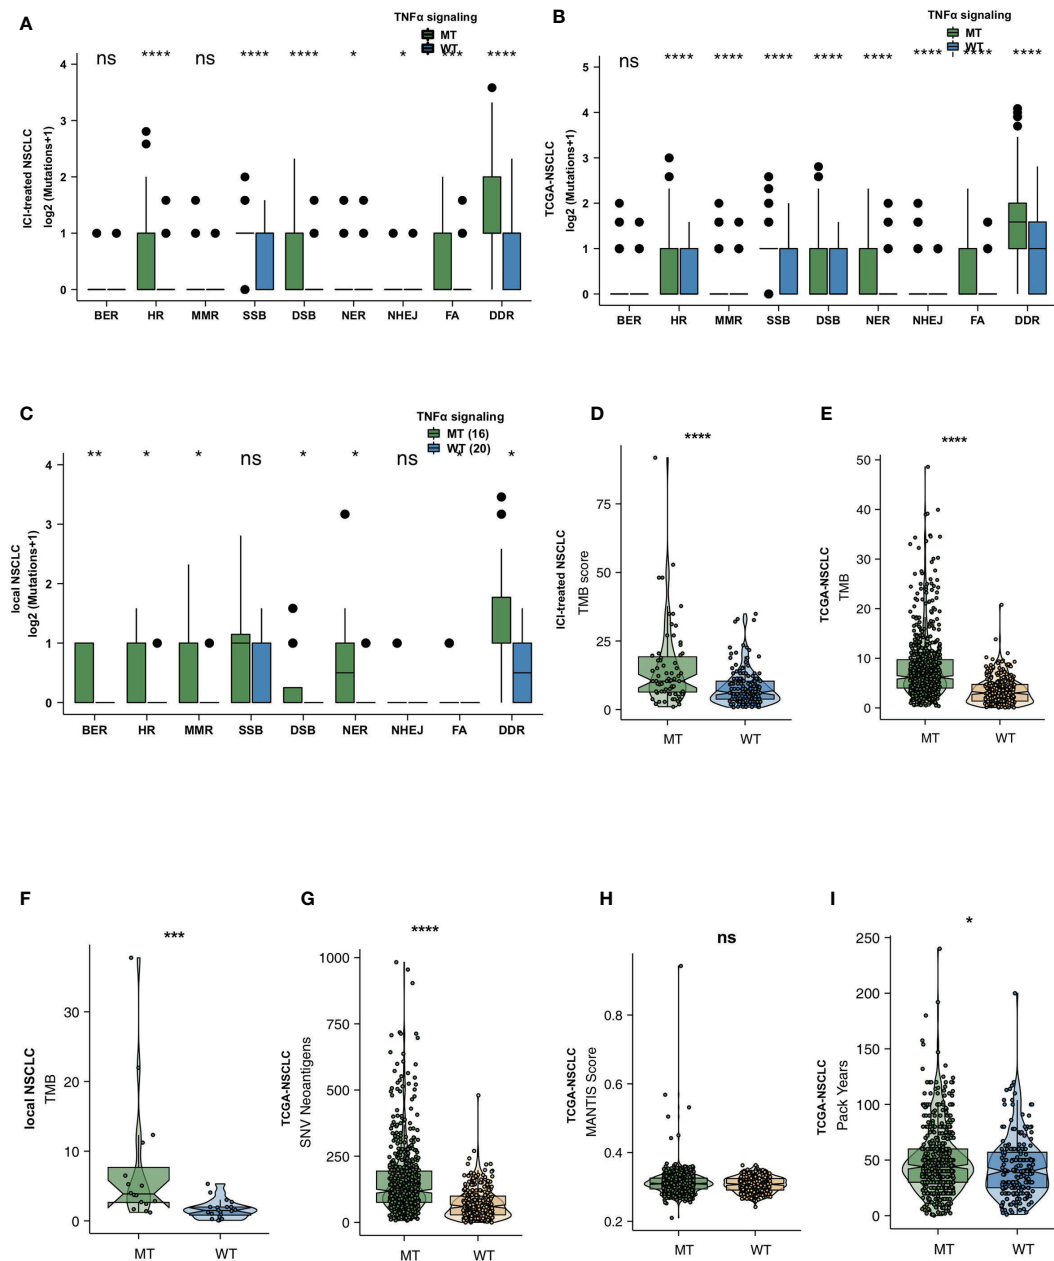 A
TNFα signaling
MT
WT
ns **** ns **** **** * * *** ****
ICI-treated NSCLC
log2 (Mutations+1)
4
3
2
1
0
BER HR MMR SSB DSB NER NHEJ FA DDR
B
TNFα signaling
MT
WT
ns **** **** **** **** **** **** **** ****
TCGA-NSCLC
log2 (Mutations+1)
5
4
3
2
1
0
BER HR MMR SSB DSB NER NHEJ FA DDR
C
TNFα signaling
MT (16)
WT (20)
** * * ns * * ns * *
local NSCLC
log2 (Mutations+1)
4
3
2
1
0
BER HR MMR SSB DSB NER NHEJ FA DDR
D
****
ICI-treated NSCLC
TMB score
75
50
25
0
MT WT
E
****
TCGA-NSCLC
TMB
50
40
30
20
10
0
MT WT
F
***
local NSCLC
TMB
30
20
10
0
MT WT
G
****
TCGA-NSCLC
SNV Neoantigens
1000
750
500
250
0
MT WT
H
ns
TCGA-NSCLC
MANTIS Score
0.8
0.6
0.4
0.2
MT WT
I
*
TCGA-NSCLC
Pack Years
250
200
150
100
50
0
MT WT